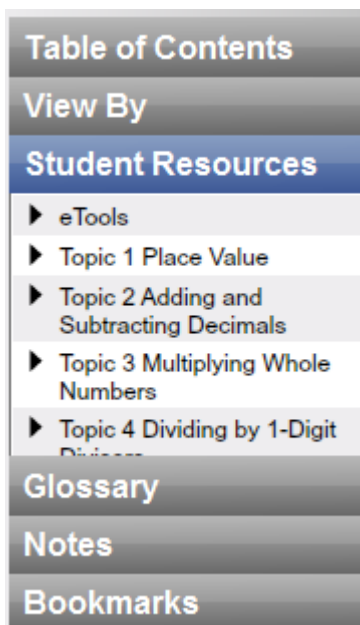 Table of Contents
View By
Student Resources
eTools
Topic 1 Place Value
Topic 2 Adding and
Subtracting Decimals
Topic 3 Multiplying Whole
Numbers
Topic 4 Dividing by 1-Digit
Glossary
Notes
Bookmarks